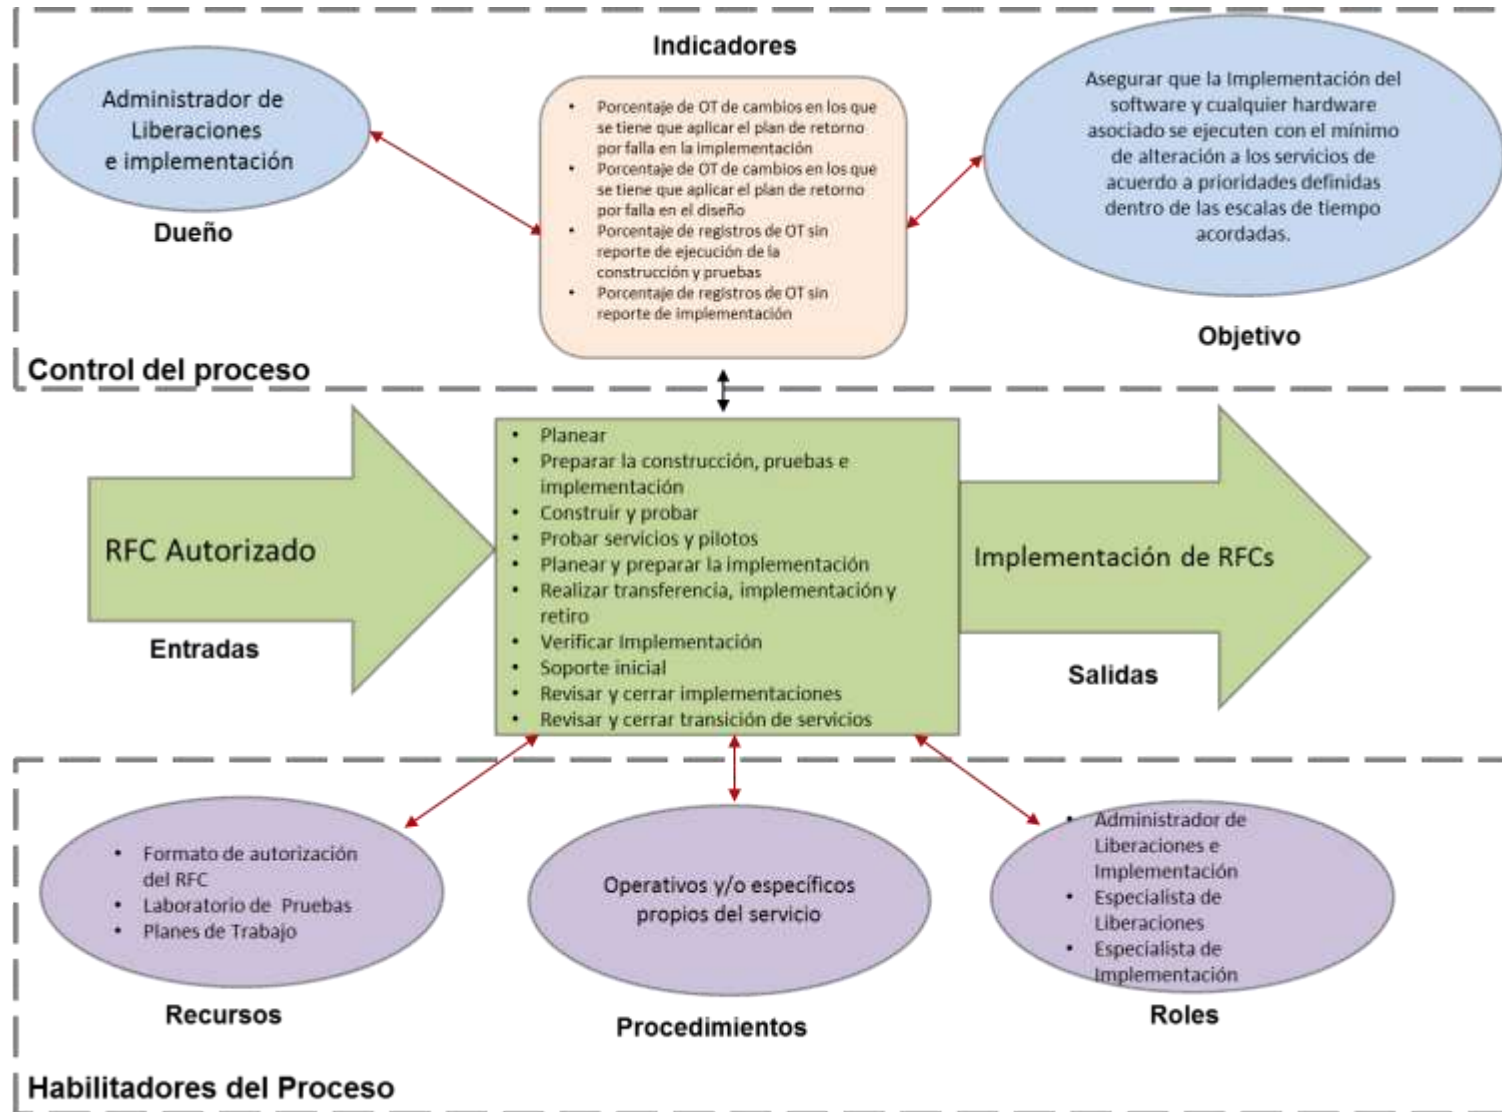 Indicadores
Administrador de
Liberaciones
e implementación
Dueño
• Porcentaje de OT de cambios en los que
se tiene que aplicar el plan de retorno
por falla en la implementación
• Porcentaje de OT de cambios en los que
se tiene que aplicar el plan de retorno
por falla en el diseño
• Porcentaje de registros de OT sin
reporte de ejecución de la
construcción y pruebas
• Porcentaje de registros de OT sin
reporte de implementación
Asegurar que la Implementación del
software y cualquier hardware
asociado se ejecuten con el mínimo
de alteración a los servicios de
acuerdo a prioridades definidas
dentro de las escalas de tiempo
acordadas.
Objetivo
Control del proceso
RFC Autorizado
Entradas
• Planear
• Preparar la construcción, pruebas e
implementación
• Construir y probar
• Probar servicios y pilotos
• Planear y preparar la implementación
• Realizar transferencia, implementación y
retiro
• Verificar Implementación
• Soporte inicial
• Revisar y cerrar implementaciones
• Revisar y cerrar transición de servicios
Implementación de RFCs
Salidas
• Formato de autorización
del RFC
• Laboratorio de Pruebas
• Planes de Trabajo
Recursos
Operativos y/o específicos
propios del servicio
Procedimientos
• Administrador de
Liberaciones e
Implementación
• Especialista de
Liberaciones
• Especialista de
Implementación
Roles
Habilitadores del Proceso